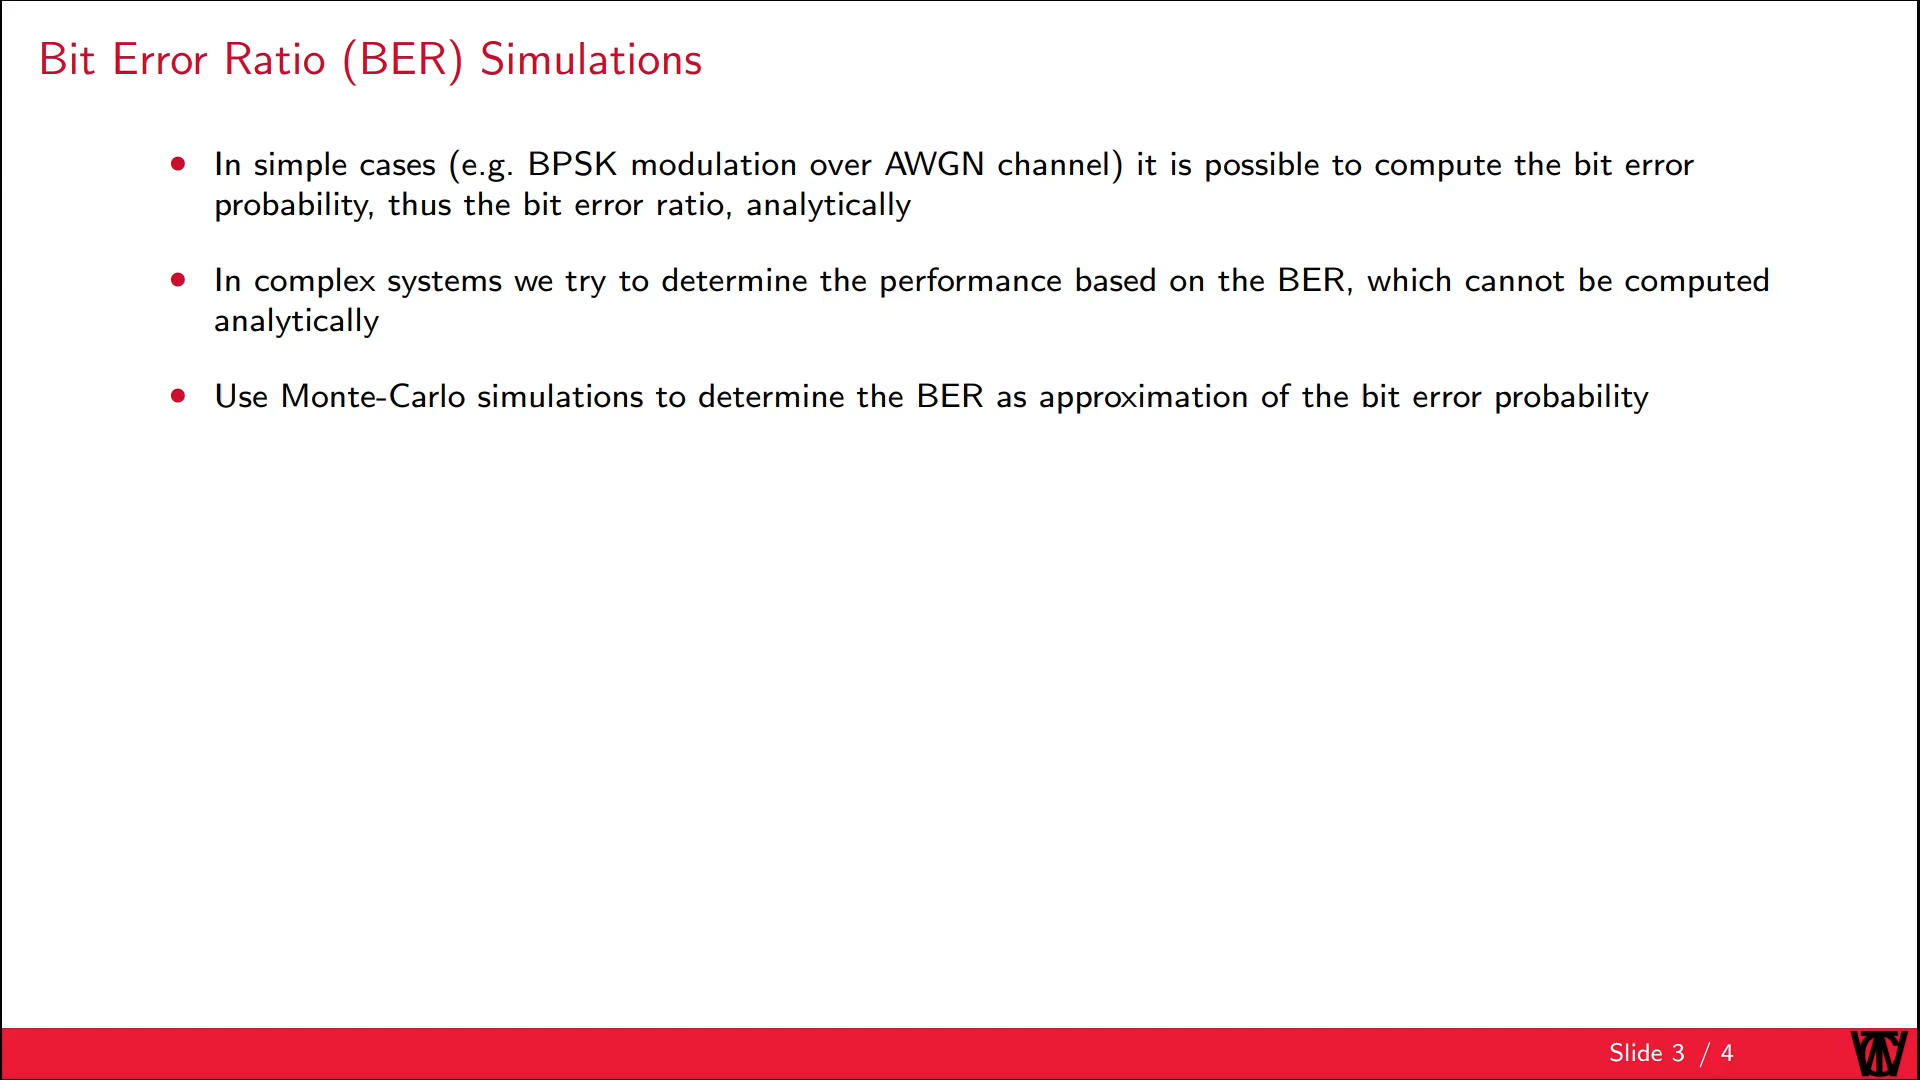 Bit Error Ratio (BER) Simulations
• In simple cases (e.g. BPSK modulation over AWGN channel) it is possible to compute the bit error
probability, thus the bit error ratio, analytically
• In complex systems we try to determine the performance based on the BER, which cannot be computed
analytically
• Use Monte-Carlo simulations to determine the BER as approximation of the bit error probability
Slide 3 / 4